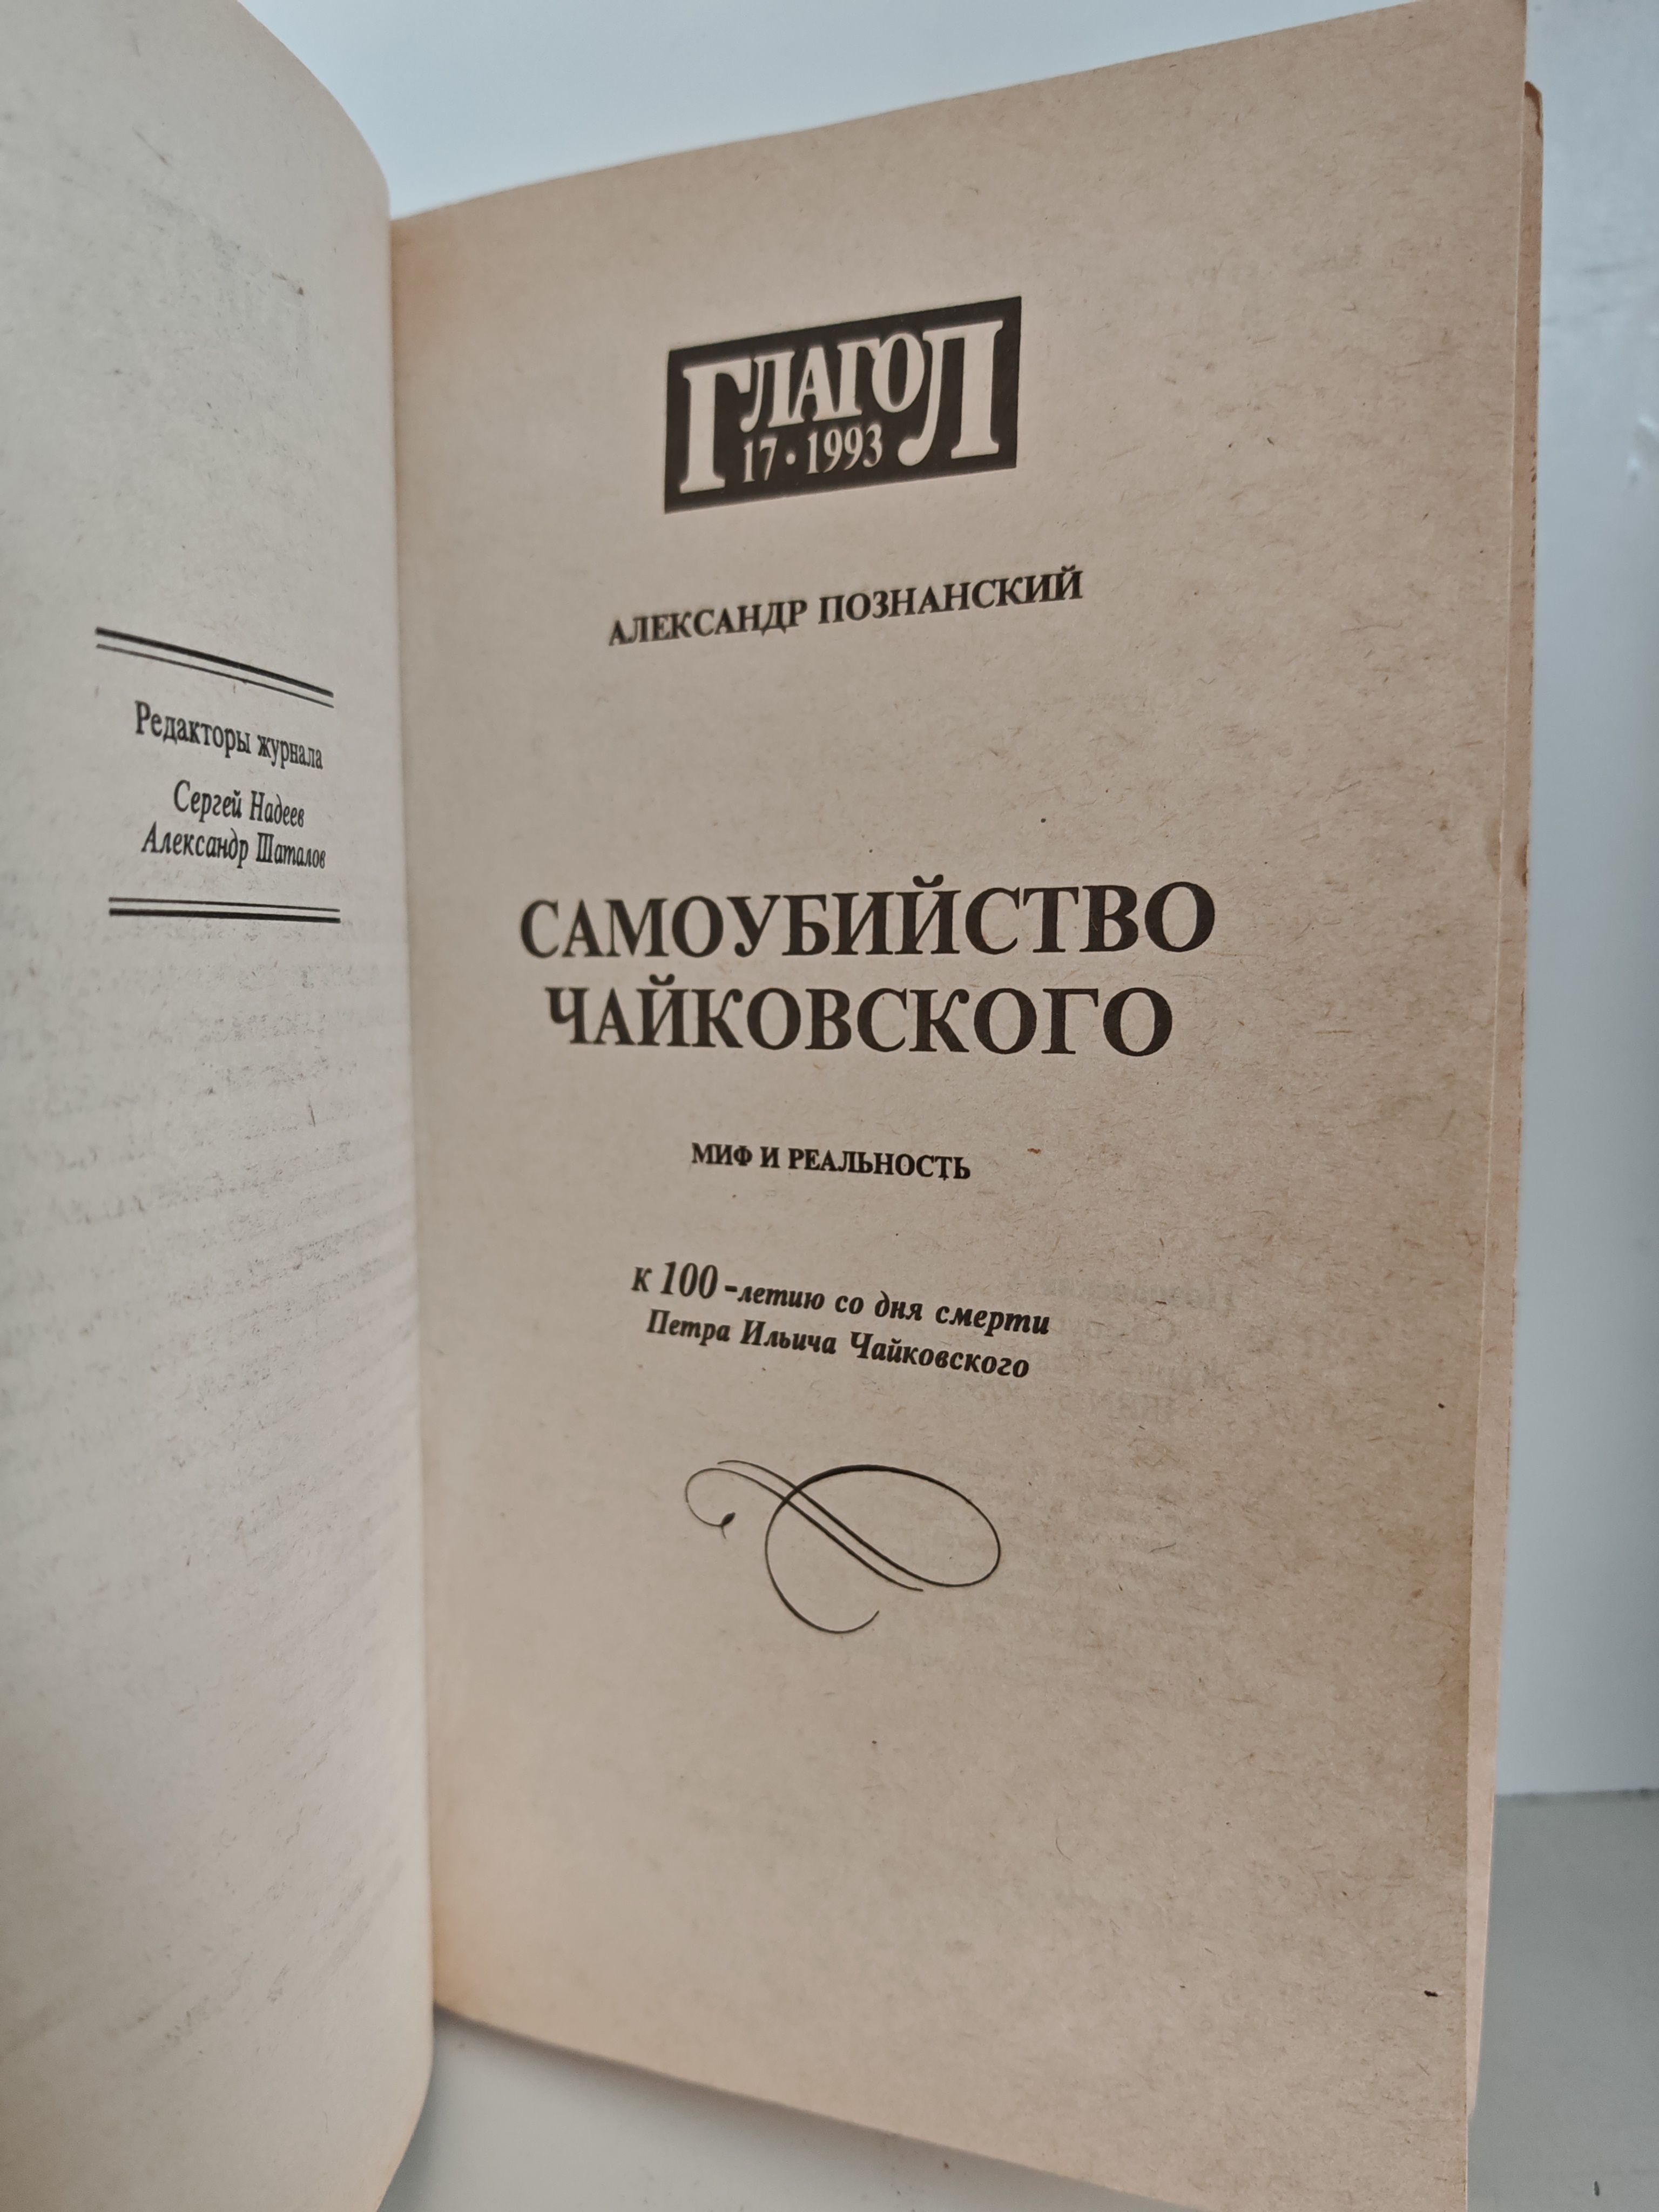 Редакторы журнала
Сергей Надеев
Александр Шаталов
ГЛАГОЛ
17 • 1993
АЛЕКСАНДР ПОЗНАНСКИЙ
САМОУБИЙСТВО
ЧАЙКОВСКОГО
МИФ И РЕАЛЬНОСТЬ
к 100-летию со дня смерти
Петра Ильича Чайковского